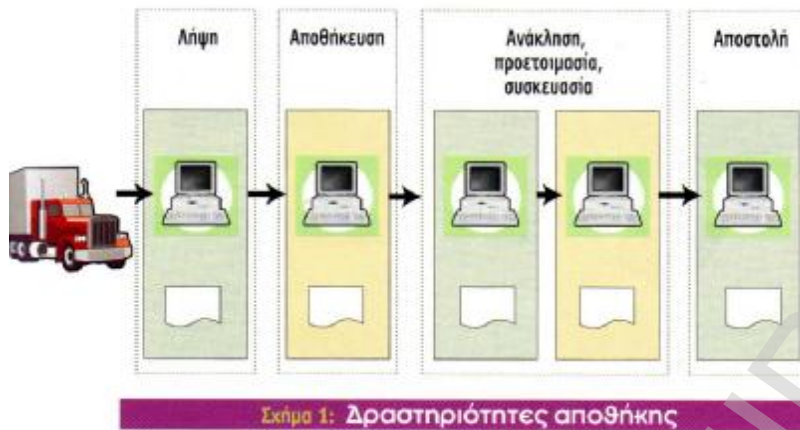 Λήψη
Αποθήκευση
Ανάκληση,
προετοιμασία,
συσκευασία
Αποστολή
Σχήμα 1: Δραστηριότητες αποθήκης